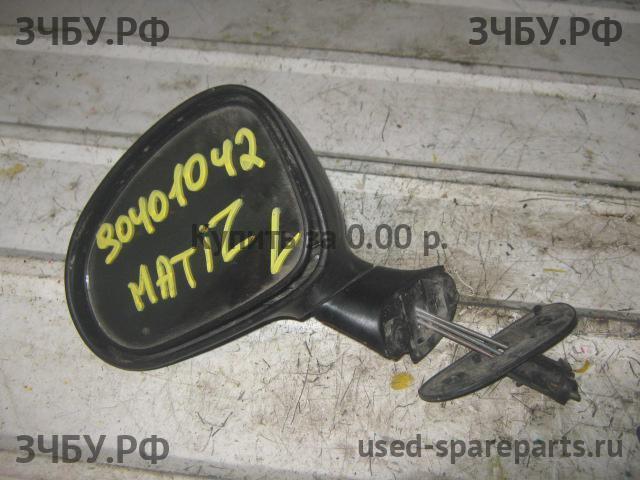 ЗЧБУ.РФ ЗЧБУ.РФ
30401042
MATIZ L
Купить за 0.00 р.
ЗЧБУ.РФ used-spareparts.ru